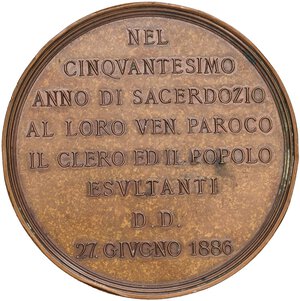 NEL
CINQVANTESIMO
ANNO DI SACERDOZIO
AL LORO VEN. PAROCO
IL CLERO ED IL POPOLO
ESVLTANTI
D. D.
27 GIVGNO 1886